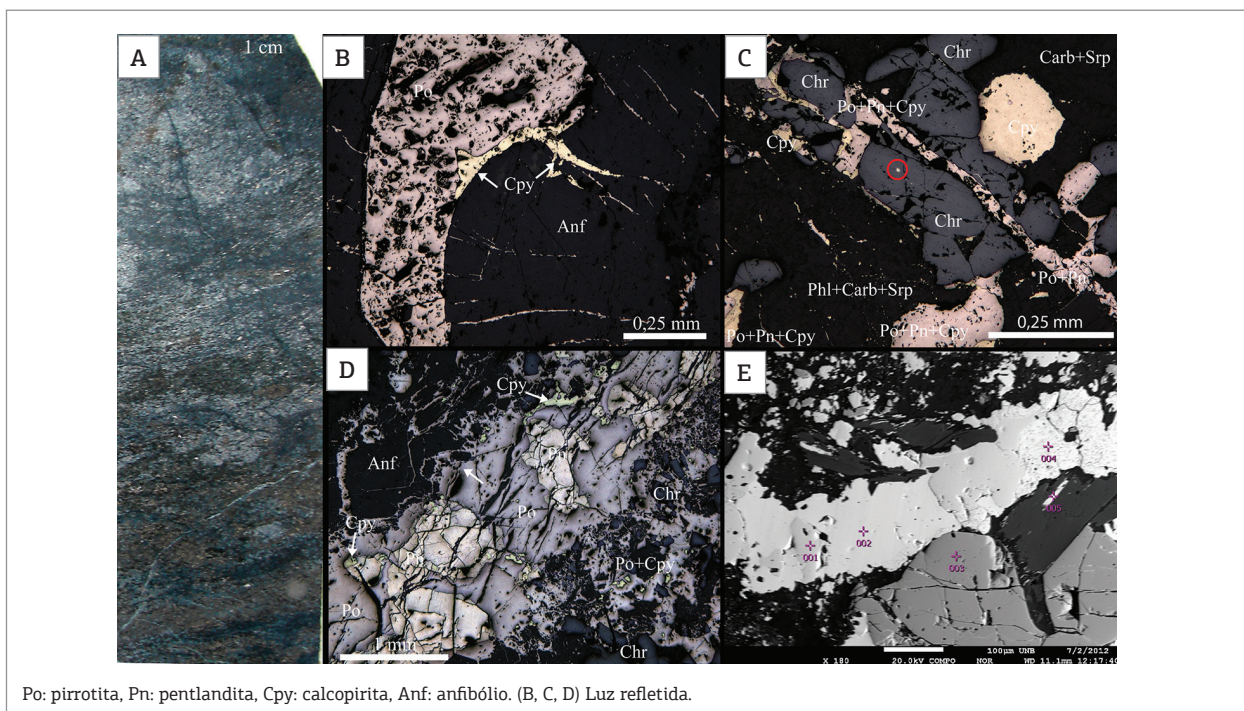 A
1 cm
B
Po
Cpy
Anf
0,25 mm
C
Chr
Carb+Srp
Chr
Po+Pn+Cpy
Cpy
Cpy
Chr
Phl+Carb+Srp
Po+Pn
Po+Pn+Cpy
Po+Pn+Cpy
0,25 mm
D
Cpy
Anf
Pn
Chr
Cpy
Po
Pn
Po+Cpy
Po
1 mm
Chr
E
004
005
002
001
003
100µm UNB 7/2/2012
X 180 20.0kV COMPO NOR WD 11.1mm 12:17:40
Po: pirrotita, Pn: pentlandita, Cpy: calcopirita, Anf: anfibólio. (B, C, D) Luz refletida.